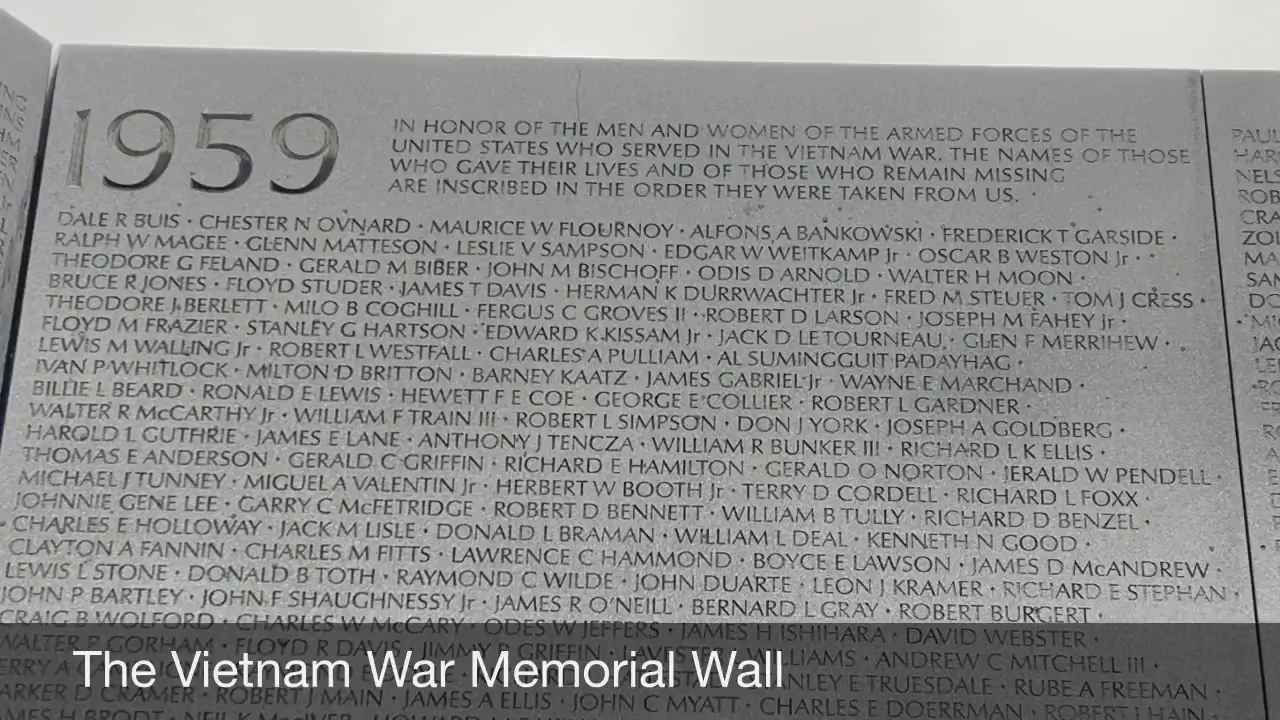 1959
IN HONOR OF THE MEN AND WOMEN OF THE ARMED FORCES OF THE
UNITED STATES WHO SERVED IN THE VIETNAM WAR. THE NAMES OF THOSE
WHO GAVE THEIR LIVES AND OF THOSE WHO REMAIN MISSING
ARE INSCRIBED IN THE ORDER THEY WERE TAKEN FROM US.
DALE R BUIS · CHESTER N OVNARD · MAURICE W FLOURNOY · ALFONS A BANKOWSKI · FREDERICK T GARSIDE ·
RALPH W MAGEE · GLENN MATTESON · LESLIE V SAMPSON · EDGAR W WEITKAMP Jr · OSCAR B WESTON Jr ·
THEODORE G FELAND · GERALD M BIBER · JOHN M BISCHOFF · ODIS D ARNOLD · WALTER H MOON ·
BRUCE R JONES · FLOYD STUDER · JAMES T DAVIS · HERMAN K DURRWACHTER Jr · FRED M STEUER · TOM J CRESS ·
THEODORE J BERLETT · MILO B COGHILL · FERGUS C GROVES II · ROBERT D LARSON · JOSEPH M FAHEY Jr ·
FLOYD M FRAZIER · STANLEY G HARTSON · EDWARD K KISSAM Jr · JACK D LETOURNEAU · GLEN F MERRIHEW ·
LEWIS M WALLING Jr · ROBERT L WESTFALL · CHARLES A PULLIAM · AL SUMINGGUIT PADAYHAG ·
IVAN P WHITLOCK · MILTON D BRITTON · BARNEY KAATZ · JAMES GABRIEL Jr · WAYNE E MARCHAND ·
BILLIE L BEARD · RONALD E LEWIS · HEWETT F E COE · GEORGE E COLLIER · ROBERT L GARDNER ·
WALTER R McCARTHY Jr · WILLIAM F TRAIN III · ROBERT L SIMPSON · DON J YORK · JOSEPH A GOLDBERG ·
HAROLD L GUTHRIE · JAMES E LANE · ANTHONY J TENCZA · WILLIAM R BUNKER III · RICHARD L K ELLIS ·
THOMAS E ANDERSON · GERALD C GRIFFIN · RICHARD E HAMILTON · GERALD O NORTON · JERALD W PENDELL ·
MICHAEL J TUNNEY · MIGUEL A VALENTIN Jr · HERBERT W BOOTH Jr · TERRY D CORDELL · RICHARD L FOXX ·
JOHNNIE GENE LEE · GARRY C McFETRIDGE · ROBERT D BENNETT · WILLIAM B TULLY · RICHARD D BENZEL ·
CHARLES E HOLLOWAY · JACK M LISLE · DONALD L BRAMAN · WILLIAM L DEAL · KENNETH N GOOD ·
CLAYTON A FANNIN · CHARLES M FITTS · LAWRENCE C HAMMOND · BOYCE E LAWSON · JAMES D McANDREW ·
LEWIS L STONE · DONALD B TOTH · RAYMOND C WILDE · JOHN DUARTE · LEON J KRAMER · RICHARD E STEPHAN ·
JOHN P BARTLEY · JOHN F SHAUGHNESSY Jr · JAMES R O'NEILL · BERNARD L GRAY · ROBERT BURGERT ·
CRAIG B WOLFORD · CHARLES W McCARY · ODES W JEFFERS · JAMES H ISHIHARA · DAVID WEBSTER ·
WALTER R GORHAM · FLOYD R DAVIS · JIMMY R GRIFFIN · WILLIAMS · ANDREW C MITCHELL III ·
E TRUESDALE · RUBE A FREEMAN ·
D CRAMER · ROBERT J MAIN · JAMES A ELLIS · JOHN C MYATT · CHARLES E DOERRMAN · ROBERT J HAIN ·
The Vietnam War Memorial Wall